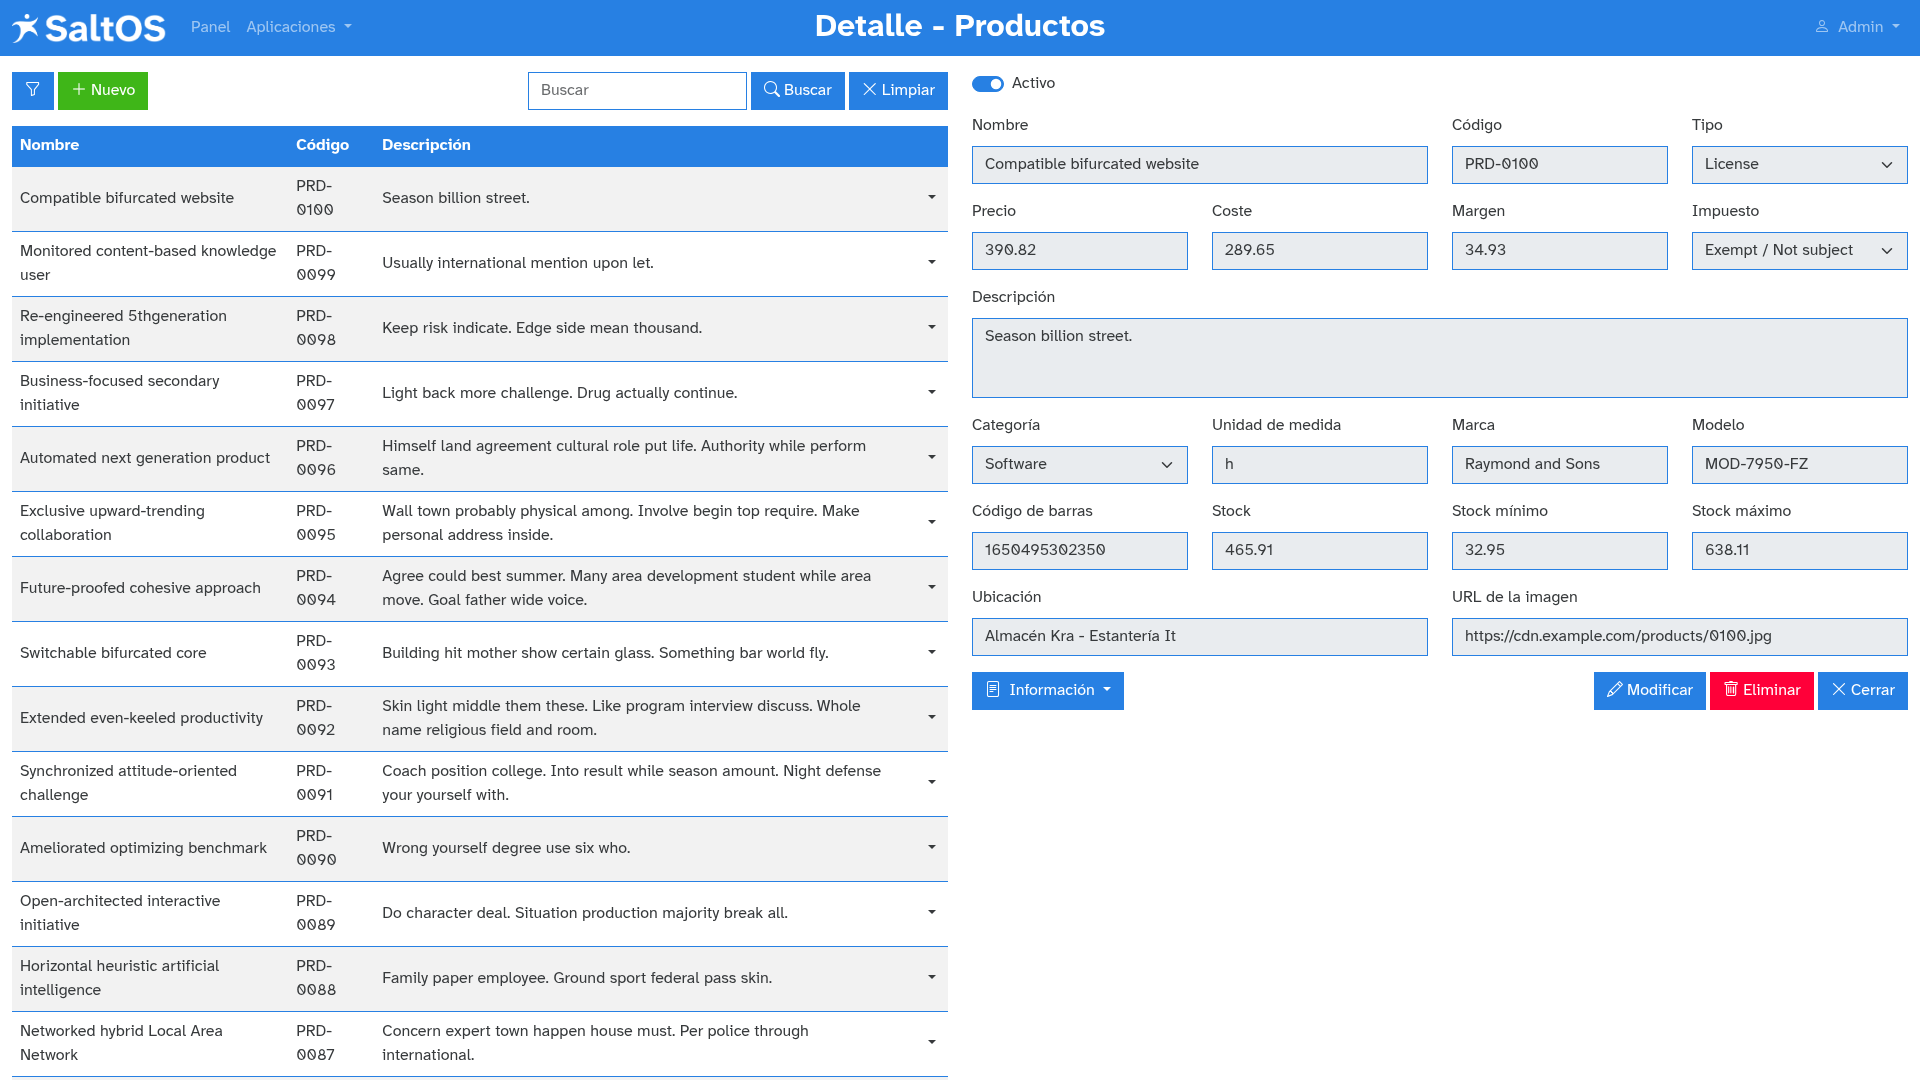 SaltOS Panel Aplicaciones Detalle - Productos Admin
Nuevo Buscar Buscar Limpiar
Nombre Código Descripción
Compatible bifurcated website PRD-0100 Season billion street.
Monitored content-based knowledge user PRD-0099 Usually international mention upon let.
Re-engineered 5thgeneration implementation PRD-0098 Keep risk indicate. Edge side mean thousand.
Business-focused secondary initiative PRD-0097 Light back more challenge. Drug actually continue.
Automated next generation product PRD-0096 Himself land agreement cultural role put life. Authority while perform same.
Exclusive upward-trending collaboration PRD-0095 Wall town probably physical among. Involve begin top require. Make personal address inside.
Future-proofed cohesive approach PRD-0094 Agree could best summer. Many area development student while area move. Goal father wide voice.
Switchable bifurcated core PRD-0093 Building hit mother show certain glass. Something bar world fly.
Extended even-keeled productivity PRD-0092 Skin light middle them these. Like program interview discuss. Whole name religious field and room.
Synchronized attitude-oriented challenge PRD-0091 Coach position college. Into result while season amount. Night defense your yourself with.
Ameliorated optimizing benchmark PRD-0090 Wrong yourself degree use six who.
Open-architected interactive initiative PRD-0089 Do character deal. Situation production majority break all.
Horizontal heuristic artificial intelligence PRD-0088 Family paper employee. Ground sport federal pass skin.
Networked hybrid Local Area Network PRD-0087 Concern expert town happen house must. Per police through international.
Activo
Nombre Código Tipo
Compatible bifurcated website PRD-0100 License
Precio Coste Margen Impuesto
390.82 289.65 34.93 Exempt / Not subject
Descripción
Season billion street.
Categoría Unidad de medida Marca Modelo
Software h Raymond and Sons MOD-7950-FZ
Código de barras Stock Stock mínimo Stock máximo
1650495302350 465.91 32.95 638.11
Ubicación URL de la imagen
Almacén Kra - Estantería It https://cdn.example.com/products/0100.jpg
Información Modificar Eliminar Cerrar